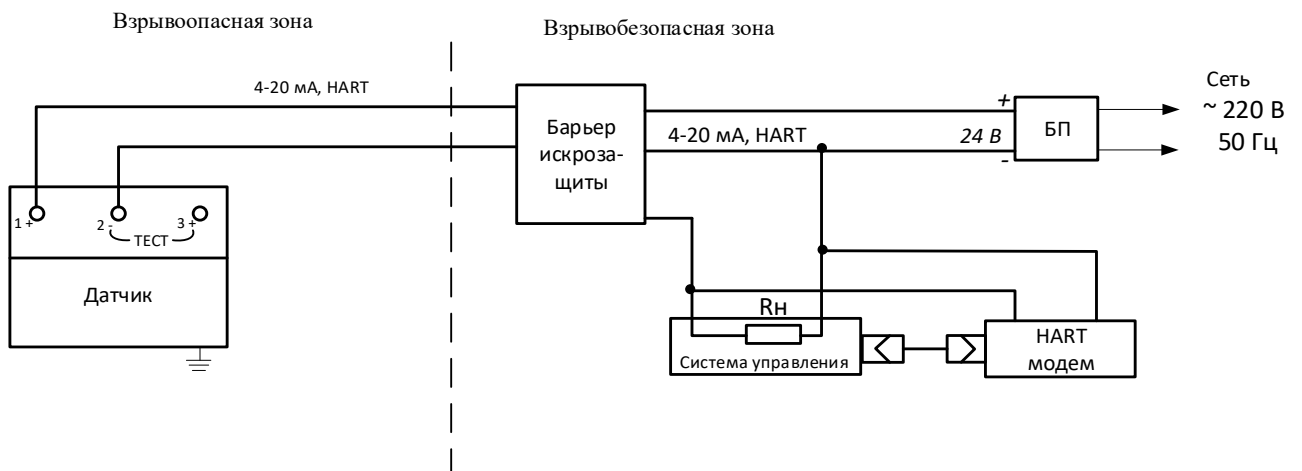 Взрывоопасная зона
Взрывобезопасная зона
4-20 мА, HART
Барьер
искроза-
щиты
+
4-20 мА, HART
24 В
-
БП
Сеть
~ 220 В
50 Гц
1 +
2 -
3 +
ТЕСТ
Датчик
Rн
Система управления
HART
модем